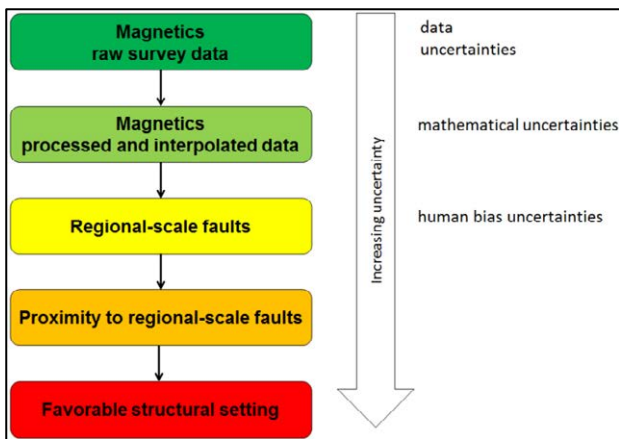 Magnetics
raw survey data
Magnetics
processed and interpolated data
Regional-scale faults
Proximity to regional-scale faults
Favorable structural setting
Increasing uncertainty
data
uncertainties
mathematical uncertainties
human bias uncertainties